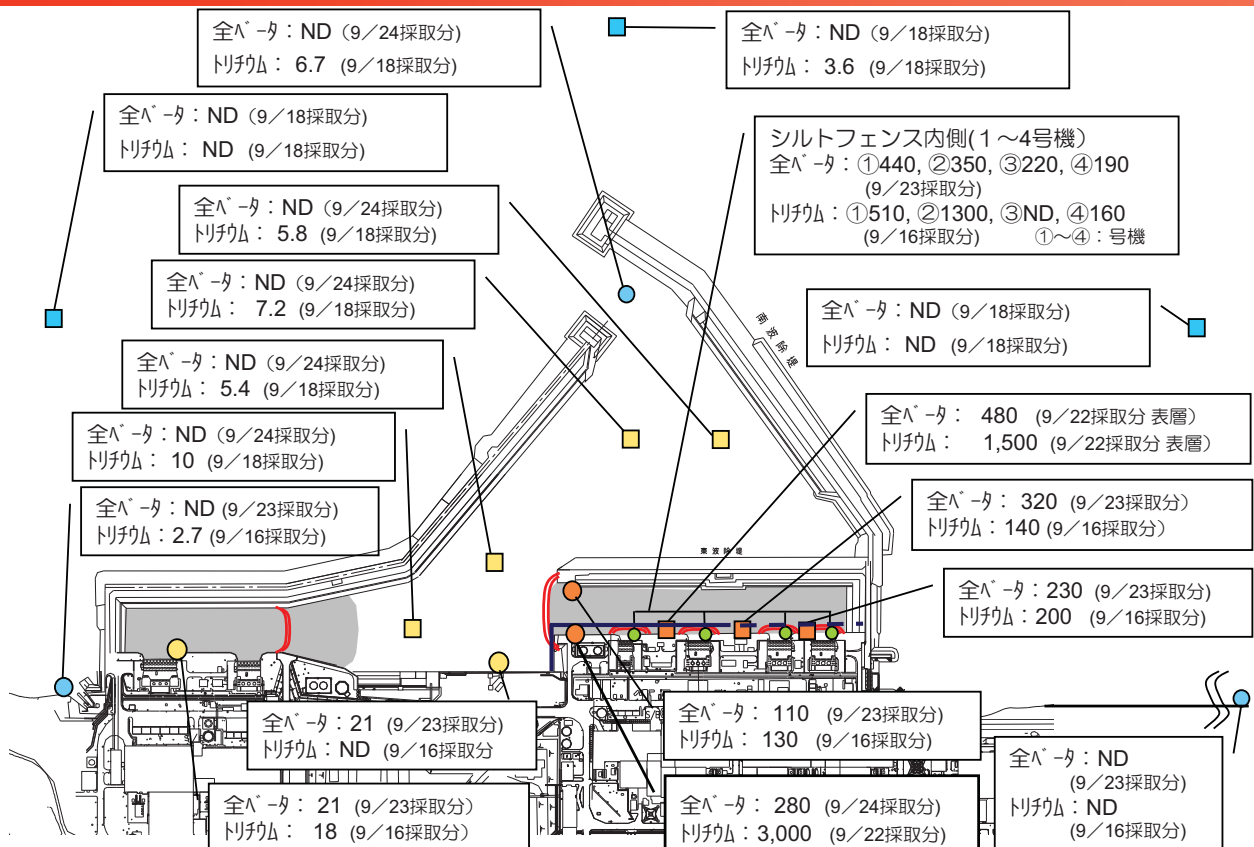 全ﾍﾞｰﾀ：ND（9／24採取分）
ﾄﾘﾁｳﾑ： 6.7 （9／18採取分）
全ﾍﾞｰﾀ：ND（9／18採取分）
ﾄﾘﾁｳﾑ： 3.6 （9／18採取分）
全ﾍﾞｰﾀ：ND（9／18採取分）
ﾄﾘﾁｳﾑ： ND （9／18採取分）
シルトフェンス内側(１～4号機）
全ﾍﾞｰﾀ：①440, ②350, ③220, ④190
（9／23採取分）
ﾄﾘﾁｳﾑ：①510, ②1300, ③ND, ④160
（9／16採取分） ①～④：号機
全ﾍﾞｰﾀ：ND（9／24採取分）
ﾄﾘﾁｳﾑ： 5.8 （9／18採取分）
全ﾍﾞｰﾀ：ND（9／24採取分）
ﾄﾘﾁｳﾑ： 7.2 （9／18採取分）
南波除堤
全ﾍﾞｰﾀ：ND（9／18採取分）
ﾄﾘﾁｳﾑ： ND （9／18採取分）
全ﾍﾞｰﾀ：ND（9／24採取分）
ﾄﾘﾁｳﾑ： 5.4 （9／18採取分）
全ﾍﾞｰﾀ： 480 （9／22採取分 表層）
ﾄﾘﾁｳﾑ： 1,500 （9／22採取分 表層）
全ﾍﾞｰﾀ：ND（9／24採取分）
ﾄﾘﾁｳﾑ： 10 （9／18採取分）
全ﾍﾞｰﾀ：ND (9／23採取分)
ﾄﾘﾁｳﾑ：2.7 (9／16採取分)
全ﾍﾞｰﾀ： 320 （9／23採取分）
ﾄﾘﾁｳﾑ：140 (9／16採取分）
東波除堤
全ﾍﾞｰﾀ：230 （9／23採取分）
ﾄﾘﾁｳﾑ： 200 （9／16採取分）
全ﾍﾞｰﾀ：21 （9／23採取分）
ﾄﾘﾁｳﾑ：ND （9／16採取分
全ﾍﾞｰﾀ： 110 （9／23採取分）
ﾄﾘﾁｳﾑ： 130 （9／16採取分）
全ﾍﾞｰﾀ： ND
（9／23採取分）
ﾄﾘﾁｳﾑ：ND
（9／16採取分）
全ﾍﾞｰﾀ： 21 （9／23採取分）
ﾄﾘﾁｳﾑ： 18 （9／16採取分）
全ﾍﾞｰﾀ： 280 （9／24採取分）
ﾄﾘﾁｳﾑ：3,000 （9／22採取分）